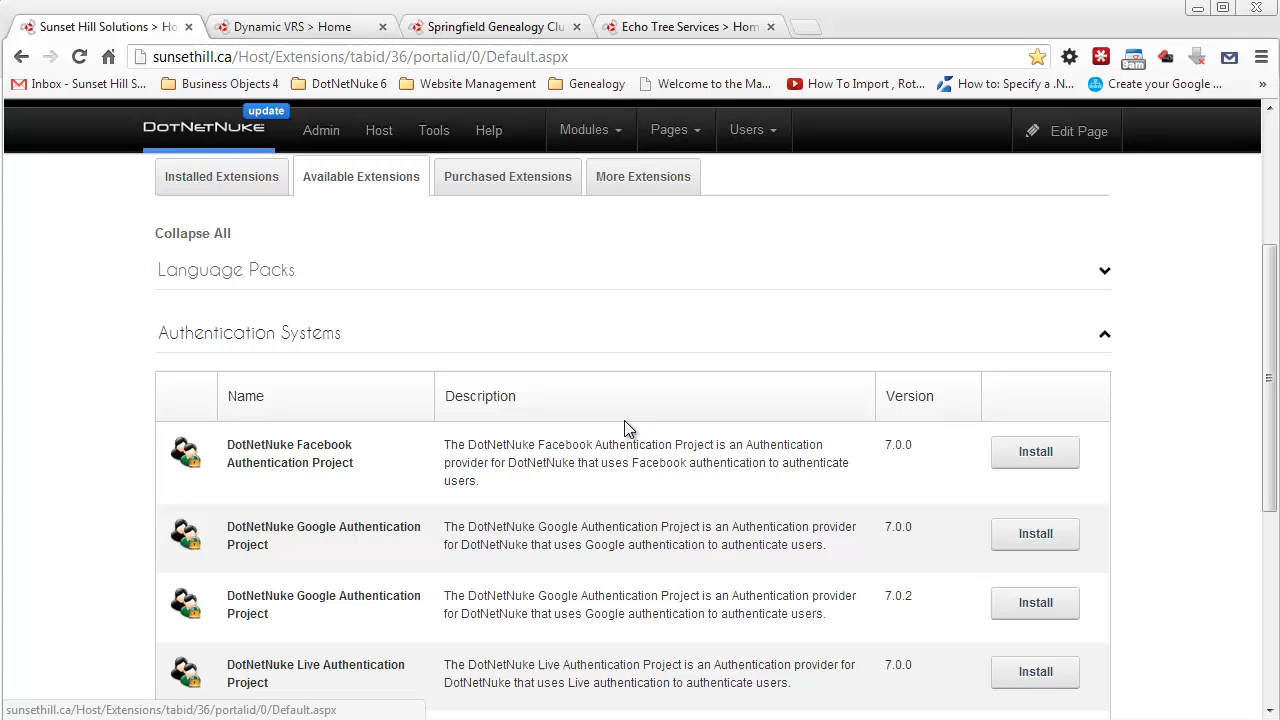 Sunset Hill Solutions > Ho
Dynamic VRS > Home
Springfield Genealogy Clu
Echo Tree Services > Hom
sunsethill.ca/Host/Extensions/tabid/36/portalid/0/Default.aspx
9am
Inbox - Sunset Hill S...
Business Objects 4
DotNetNuke 6
Website Management
Genealogy
Welcome to the Ma...
How To Import , Rot...
How to: Specify a .N...
Create your Google ...
»
update
DOTNETNUKE
Admin
Host
Tools
Help
Modules
Pages
Users
Edit Page
Installed Extensions
Available Extensions
Purchased Extensions
More Extensions
Collapse All
Language Packs
Authentication Systems
Name
Description
Version
DotNetNuke Facebook
Authentication Project
The DotNetNuke Facebook Authentication Project is an Authentication
provider for DotNetNuke that uses Facebook authentication to authenticate
users.
7.0.0
Install
DotNetNuke Google Authentication
Project
The DotNetNuke Google Authentication Project is an Authentication provider
for DotNetNuke that uses Google authentication to authenticate users.
7.0.0
Install
DotNetNuke Google Authentication
Project
The DotNetNuke Google Authentication Project is an Authentication provider
for DotNetNuke that uses Google authentication to authenticate users.
7.0.2
Install
DotNetNuke Live Authentication
Project
The DotNetNuke Live Authentication Project is an Authentication provider for
DotNetNuke that uses Live authentication to authenticate users.
7.0.0
Install
sunsethill.ca/Host/Extensions/tabid/36/portalid/0/Default.aspx